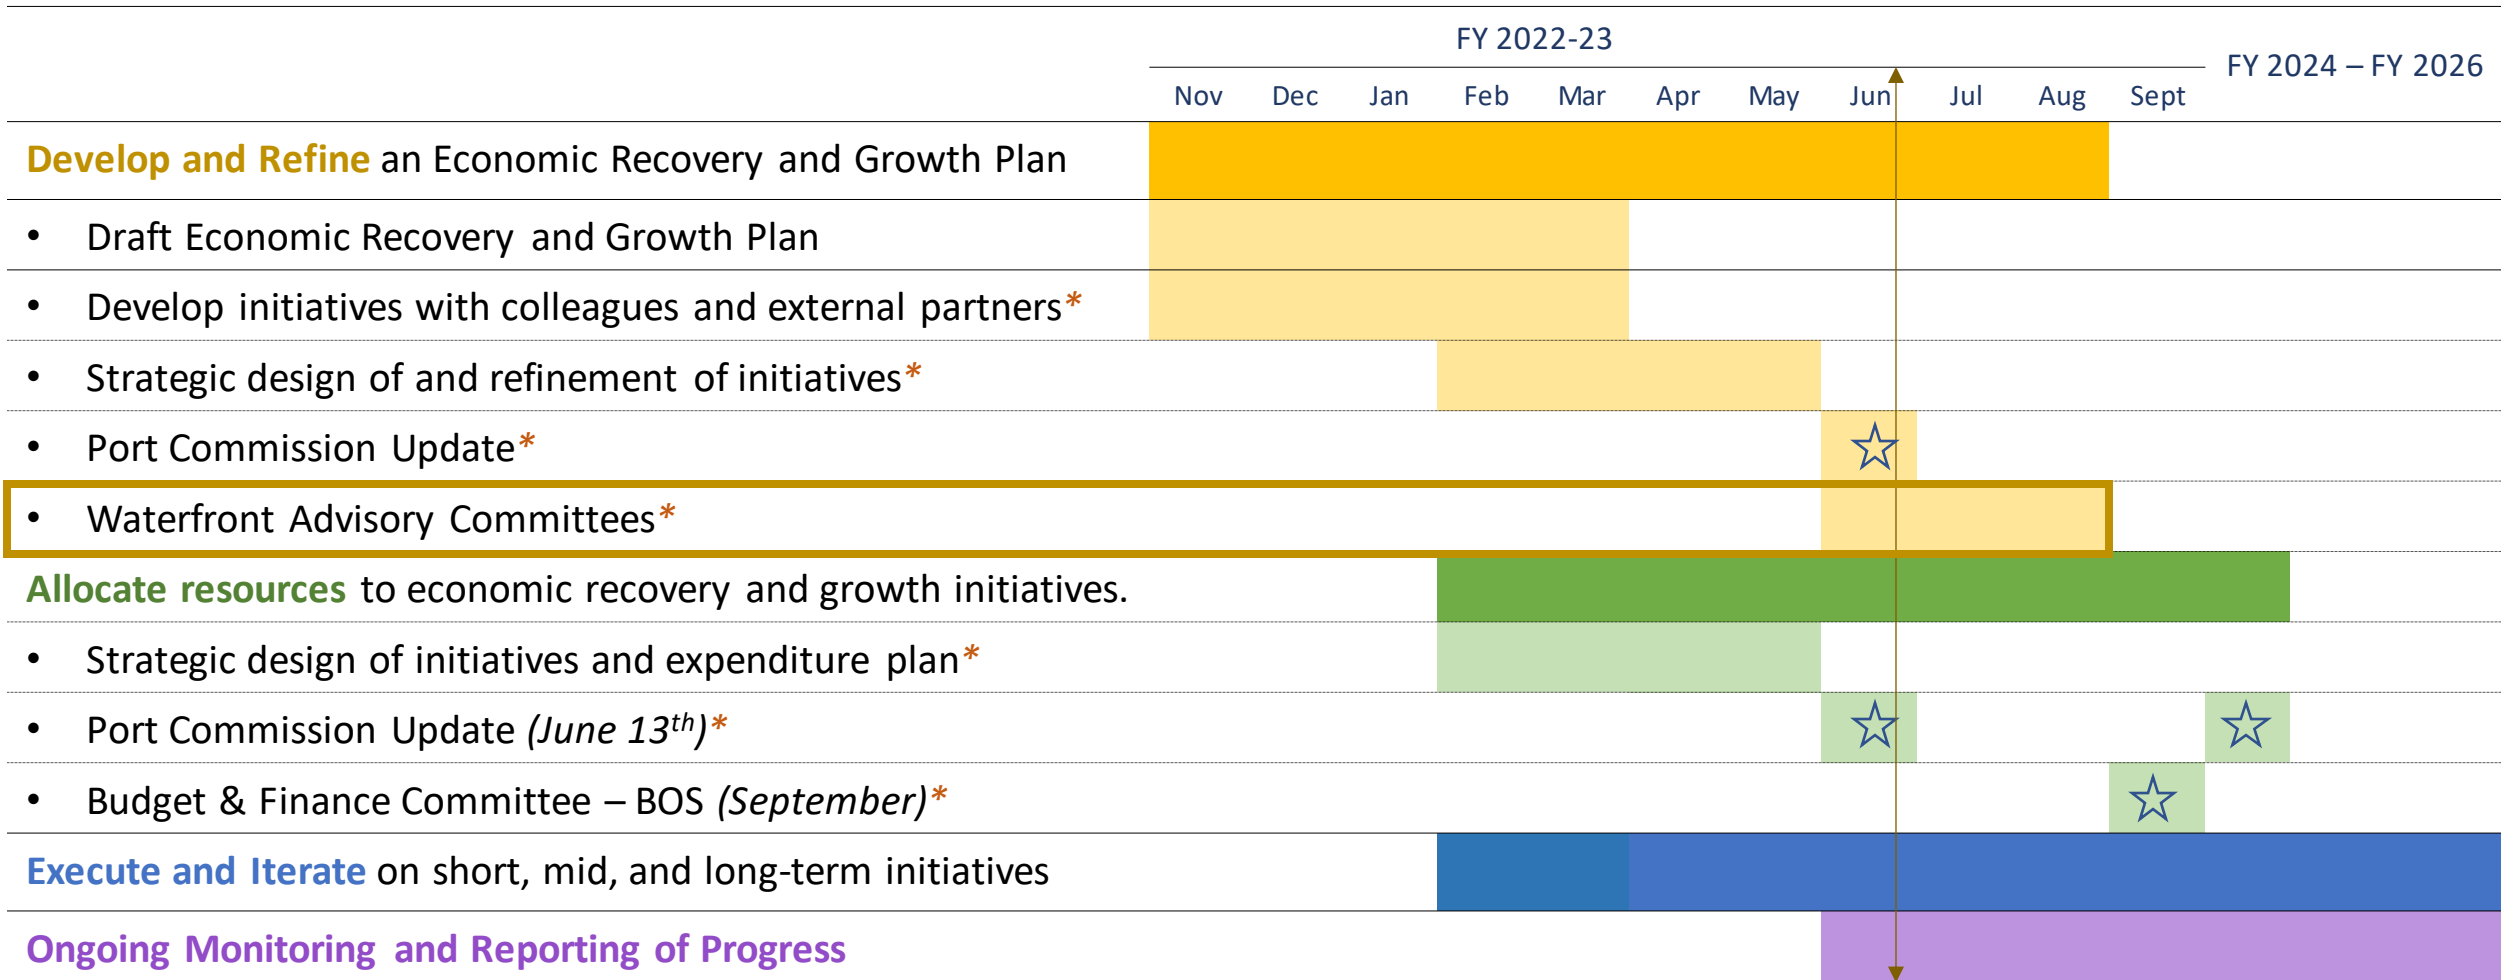 FY 2022-23
FY 2024 – FY 2026
Nov Dec Jan Feb Mar Apr May Jun Jul Aug Sept
Develop and Refine an Economic Recovery and Growth Plan
• Draft Economic Recovery and Growth Plan
• Develop initiatives with colleagues and external partners*
• Strategic design of and refinement of initiatives*
• Port Commission Update*
• Waterfront Advisory Committees*
Allocate resources to economic recovery and growth initiatives.
• Strategic design of initiatives and expenditure plan*
• Port Commission Update (June 13th)*
• Budget & Finance Committee – BOS (September)*
Execute and Iterate on short, mid, and long-term initiatives
Ongoing Monitoring and Reporting of Progress